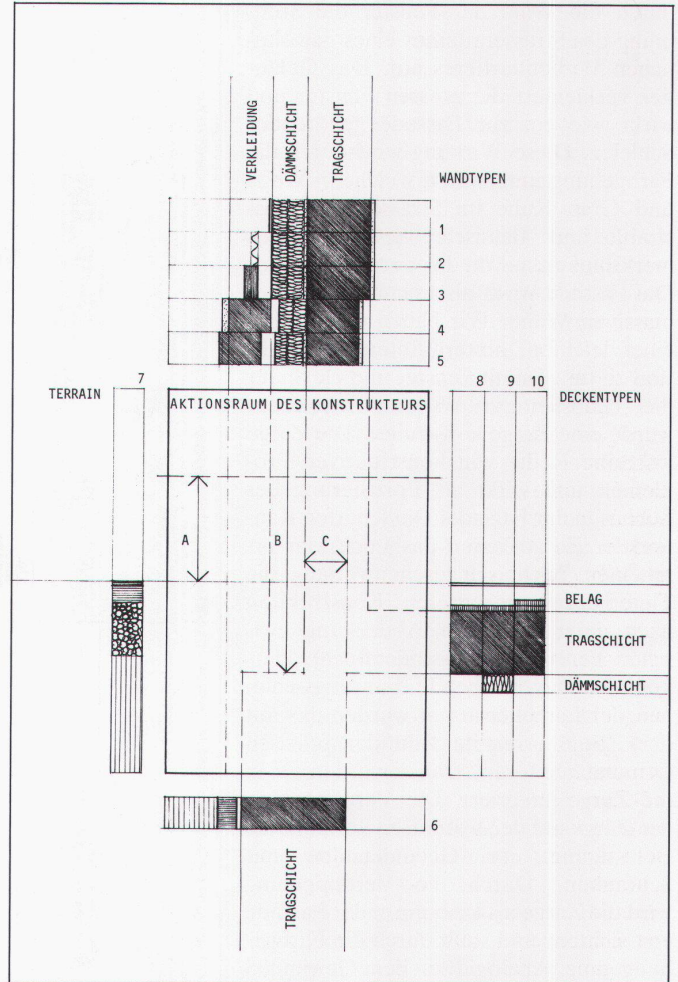 VERKLEIDUNG
DÄMMSCHICHT
TRAGSCHICHT
WANDTYPEN
1
2
3
4
5
TERRAIN
7
AKTIONSRAUM DES KONSTRUKTEURS
8
9
10
DECKENTYPEN
A
B
C
BELAG
TRAGSCHICHT
DÄMMSCHICHT
6
TRAGSCHICHT